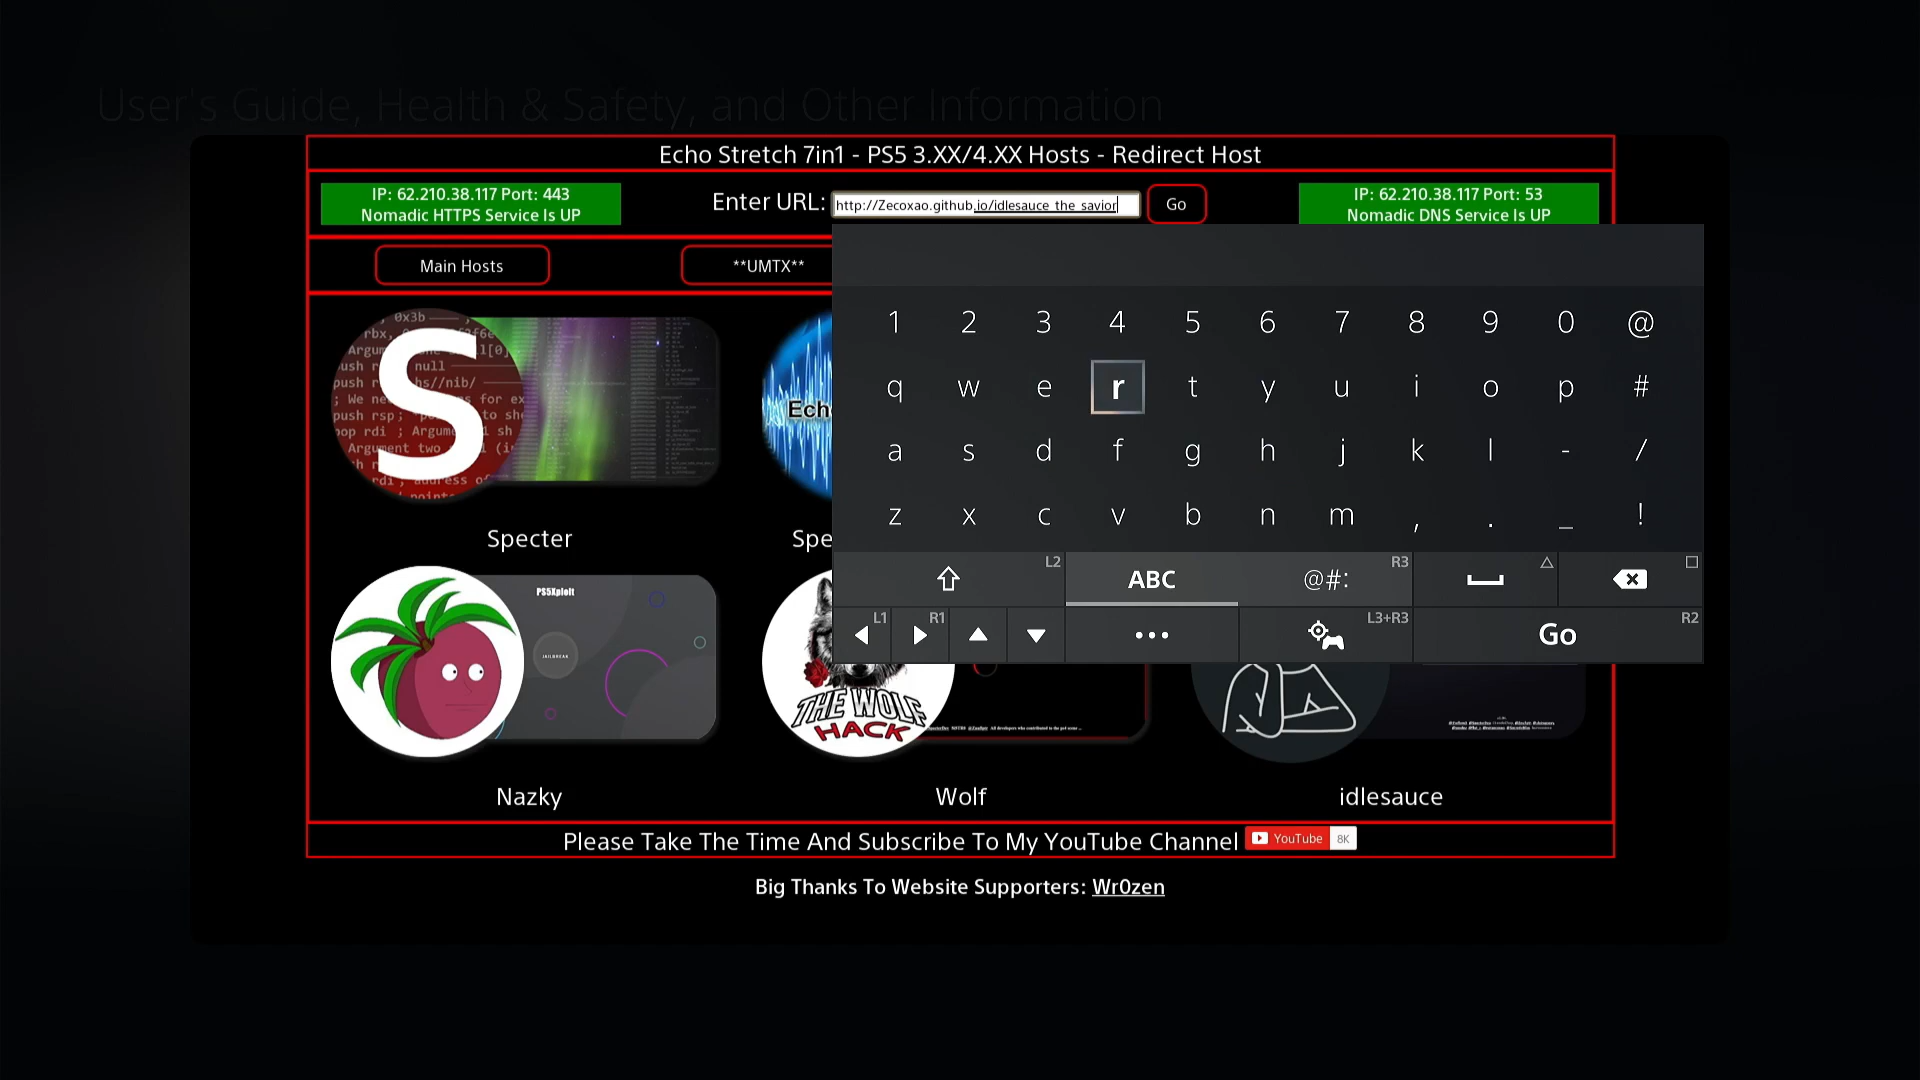 User's Guide, Health & Safety, and Other Information
Echo Stretch 7in1 - PS5 3.XX/4.XX Hosts - Redirect Host
IP: 62.210.38.117 Port: 443
Nomadic HTTPS Service Is UP
Enter URL: http://Zecoxao.github.io/idlesauce_the_savior Go
IP: 62.210.38.117 Port: 53
Nomadic DNS Service Is UP
Main Hosts
**UMTX**
1 2 3 4 5 6 7 8 9 0 @
q w e r t y u i o p #
a s d f g h j k l - /
z x c v b n m , . _ !
L2 ABC @#: R3
L1 R1 ••• L3+R3 Go R2
0x3b
null
S
Specter
Echo
Spe
PS5Xploit
JAILBREAK
THE WOLF
HACK
Nazky
Wolf
idlesauce
Please Take The Time And Subscribe To My YouTube Channel YouTube 8K
Big Thanks To Website Supporters: Wr0zen